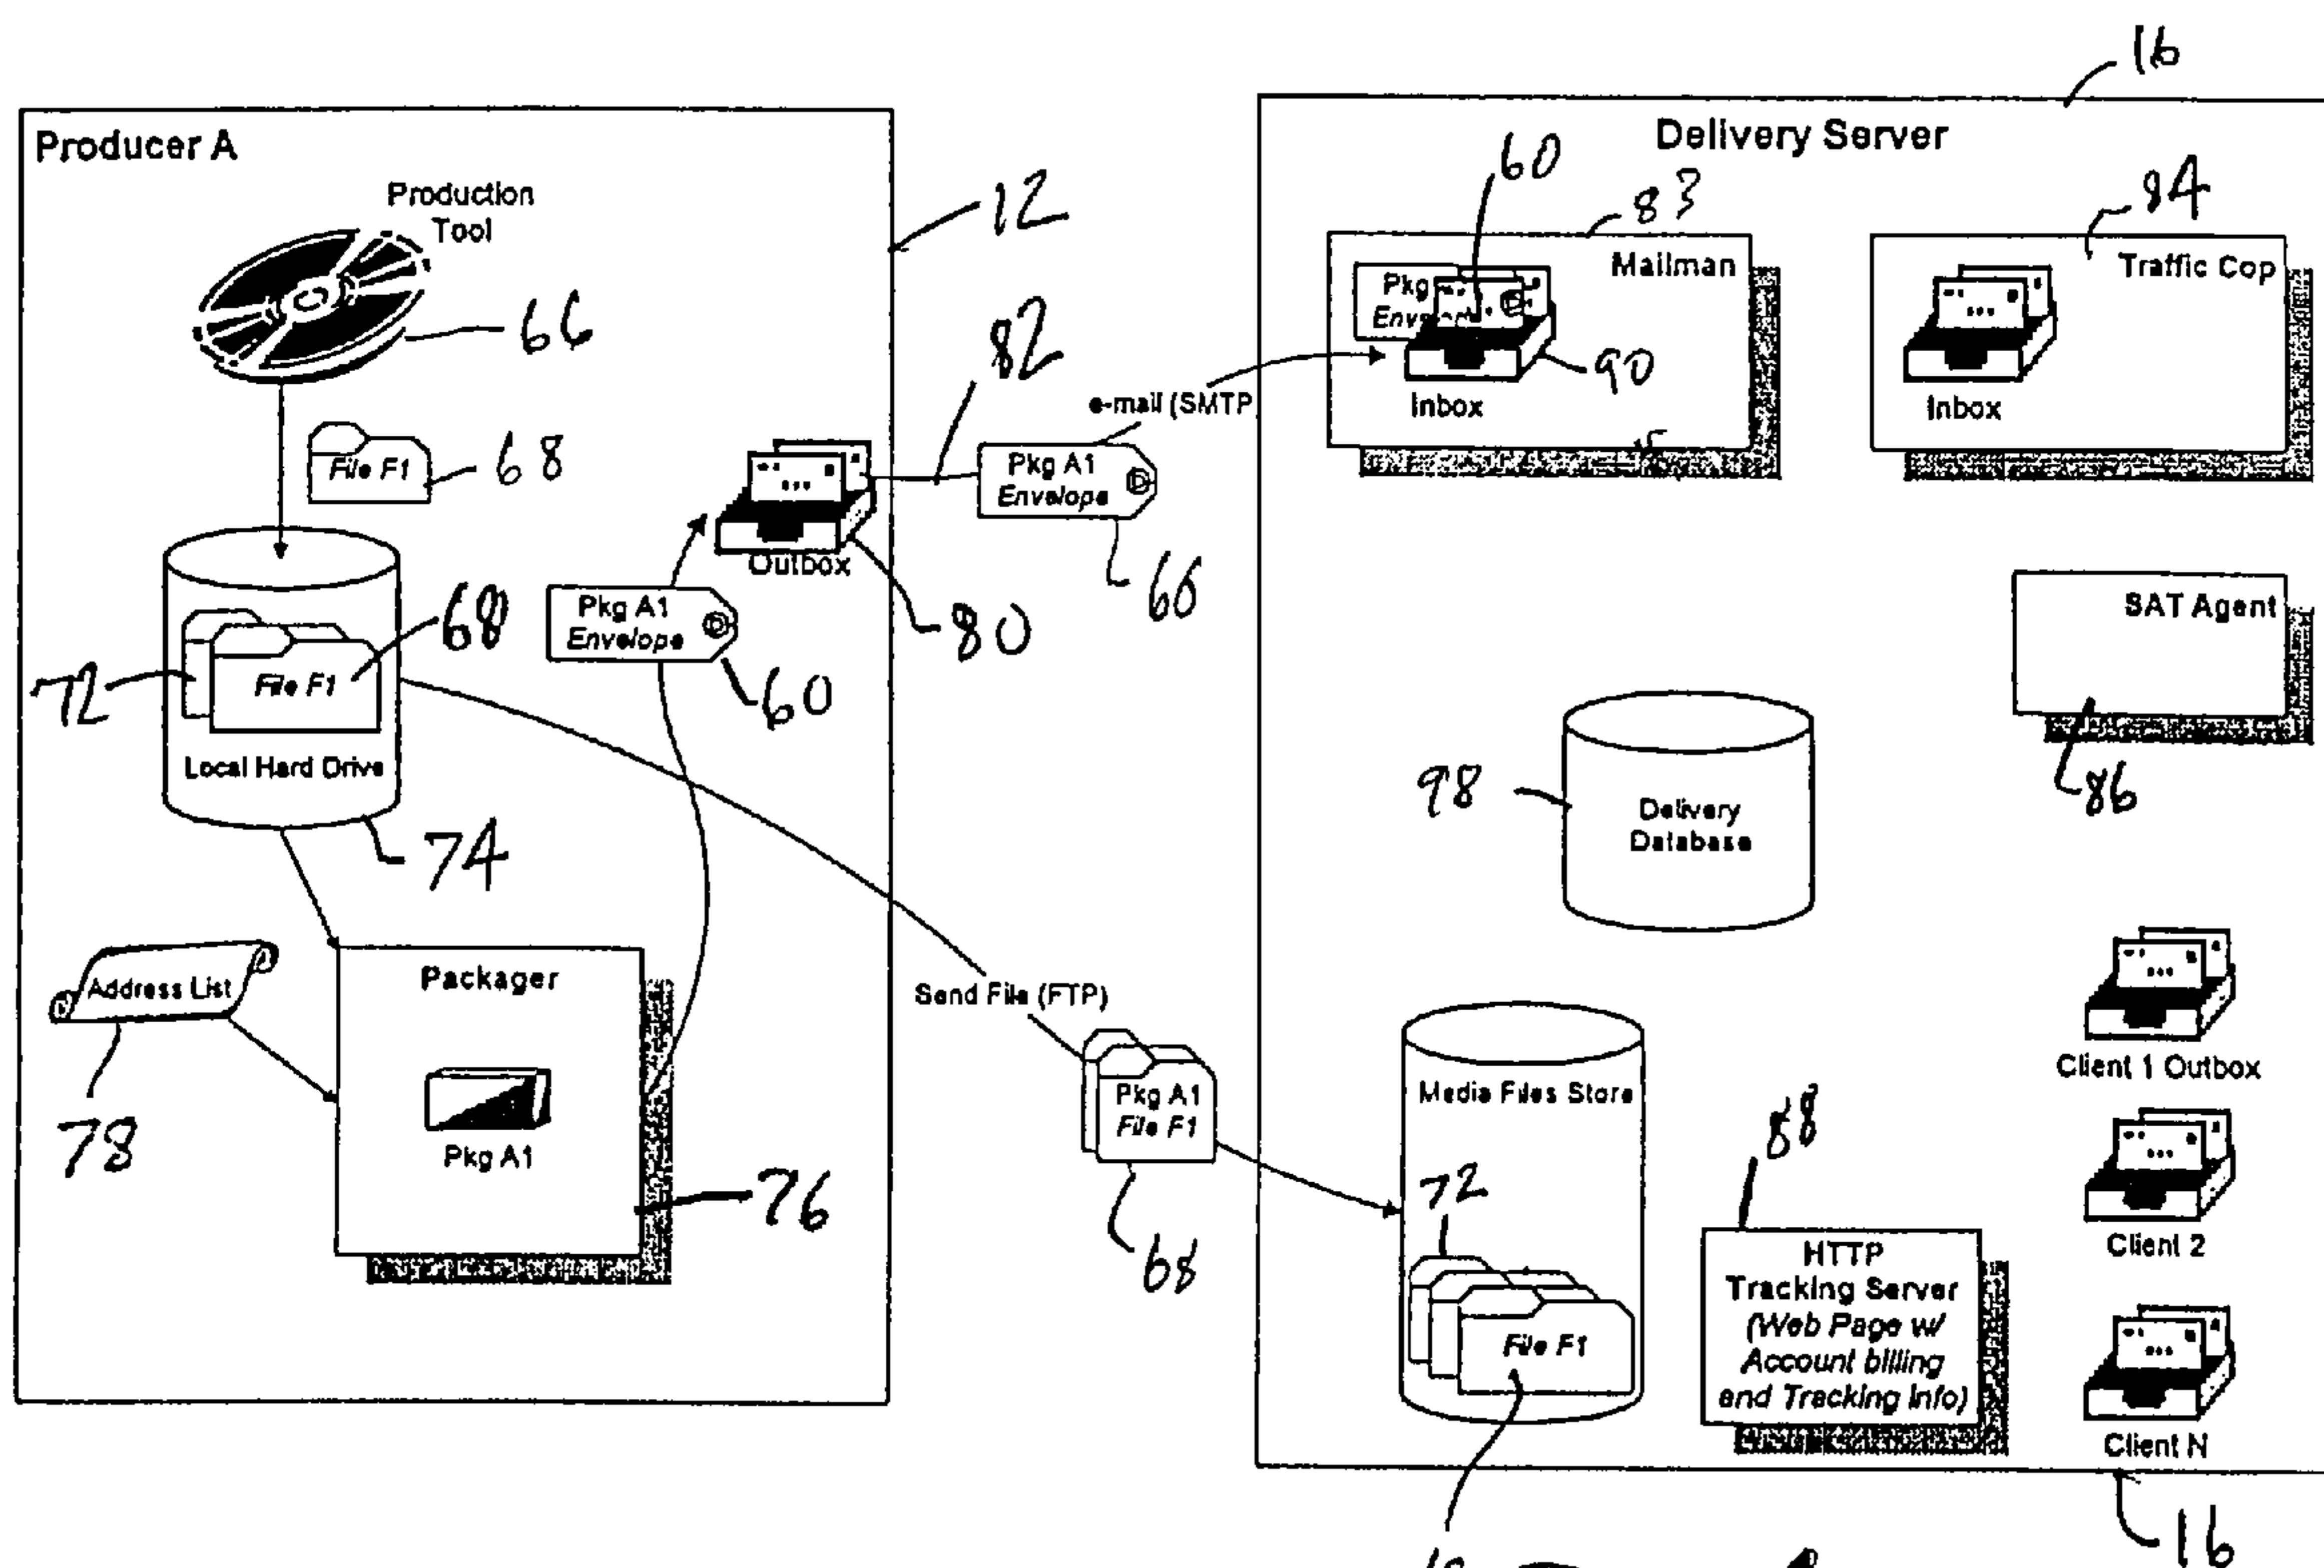 16
Producer A
Delivery Server
Production
Tool
12
60
83
84
Mailman
Traffic Cop
Pkg
66
82
90
e-mail (SMTP
Inbox
Inbox
File F1
68
Pkg A1
Envelope
Outbox
66
80
Pkg A1
Envelope
60
SAT Agent
86
72
68
File F1
Local Hard Drive
74
98
Delivery
Database
Address List
78
Packager
Pkg A1
76
Send File (FTP)
Pkg A1
File F1
68
Media Files Store
72
File F1
88
HTTP
Tracking Server
(Web Page w/
Account billing
and Tracking Info)
Client 1 Outbox
Client 2
Client N
16